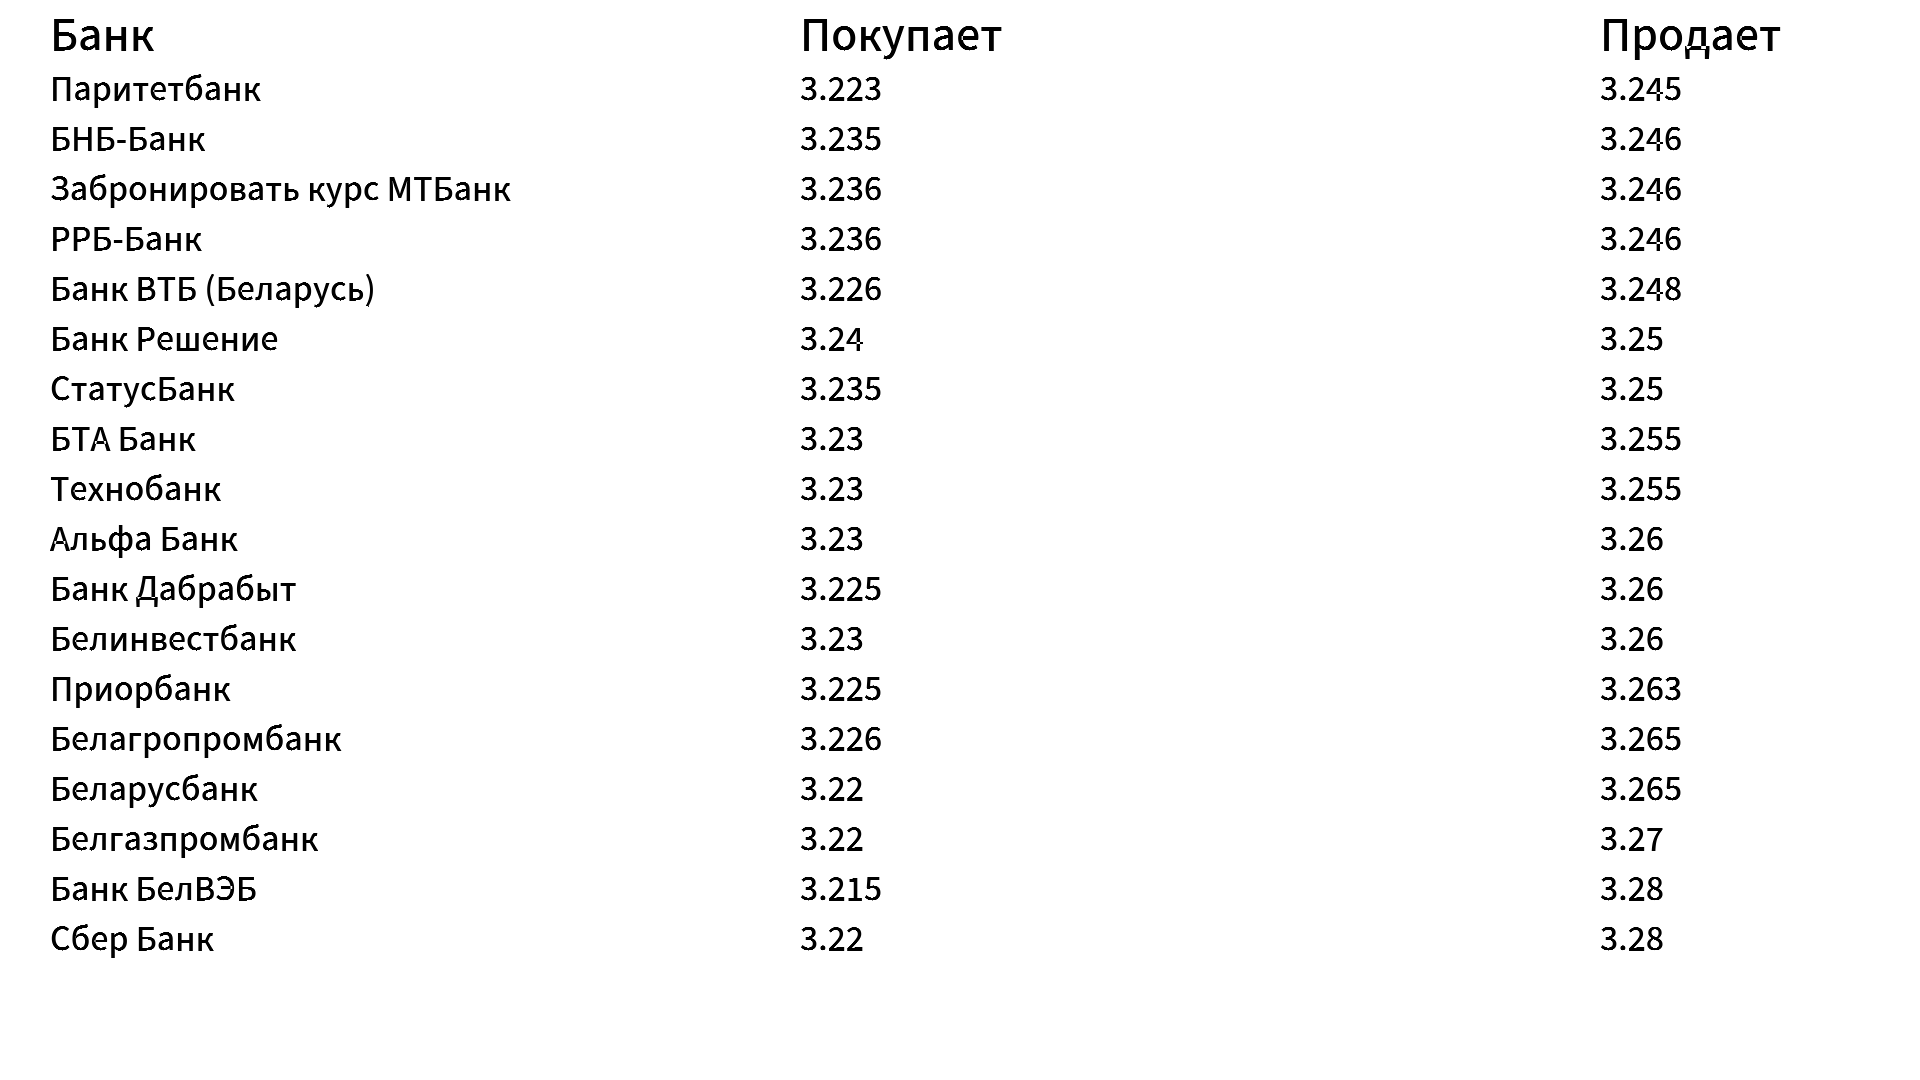 Банк Покупает Продает
Паритетбанк 3.223 3.245
БНБ-Банк 3.235 3.246
Забронировать курс МТБанк 3.236 3.246
РРБ-Банк 3.236 3.246
Банк ВТБ (Беларусь) 3.226 3.248
Банк Решение 3.24 3.25
СтатусБанк 3.235 3.25
БТА Банк 3.23 3.255
Технобанк 3.23 3.255
Альфа Банк 3.23 3.26
Банк Дабрабыт 3.225 3.26
Белинвестбанк 3.23 3.26
Приорбанк 3.225 3.263
Белагропромбанк 3.226 3.265
Беларусбанк 3.22 3.265
Белгазпромбанк 3.22 3.27
Банк БелВЭБ 3.215 3.28
Сбер Банк 3.22 3.28